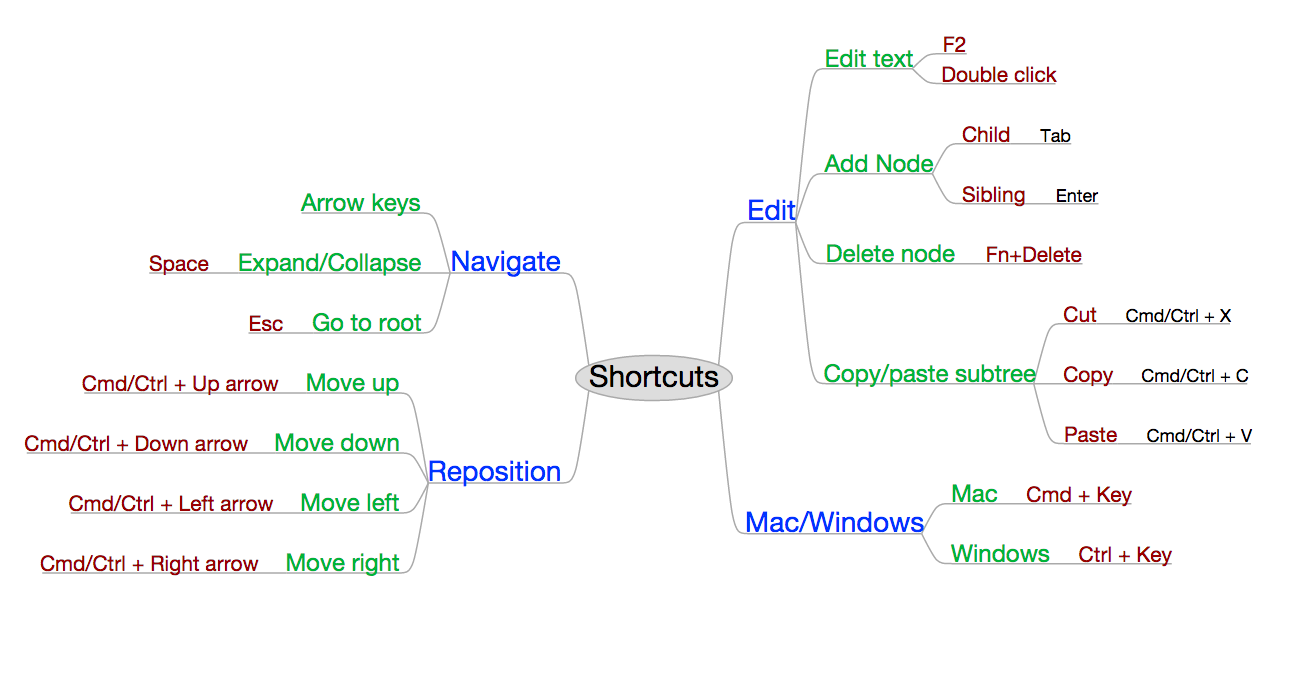 Shortcuts
Edit
Edit text
F2
Double click
Add Node
Child Tab
Sibling Enter
Delete node Fn+Delete
Copy/paste subtree
Cut Cmd/Ctrl + X
Copy Cmd/Ctrl + C
Paste Cmd/Ctrl + V
Mac/Windows
Mac Cmd + Key
Windows Ctrl + Key
Navigate
Arrow keys
Space Expand/Collapse
Esc Go to root
Reposition
Cmd/Ctrl + Up arrow Move up
Cmd/Ctrl + Down arrow Move down
Cmd/Ctrl + Left arrow Move left
Cmd/Ctrl + Right arrow Move right